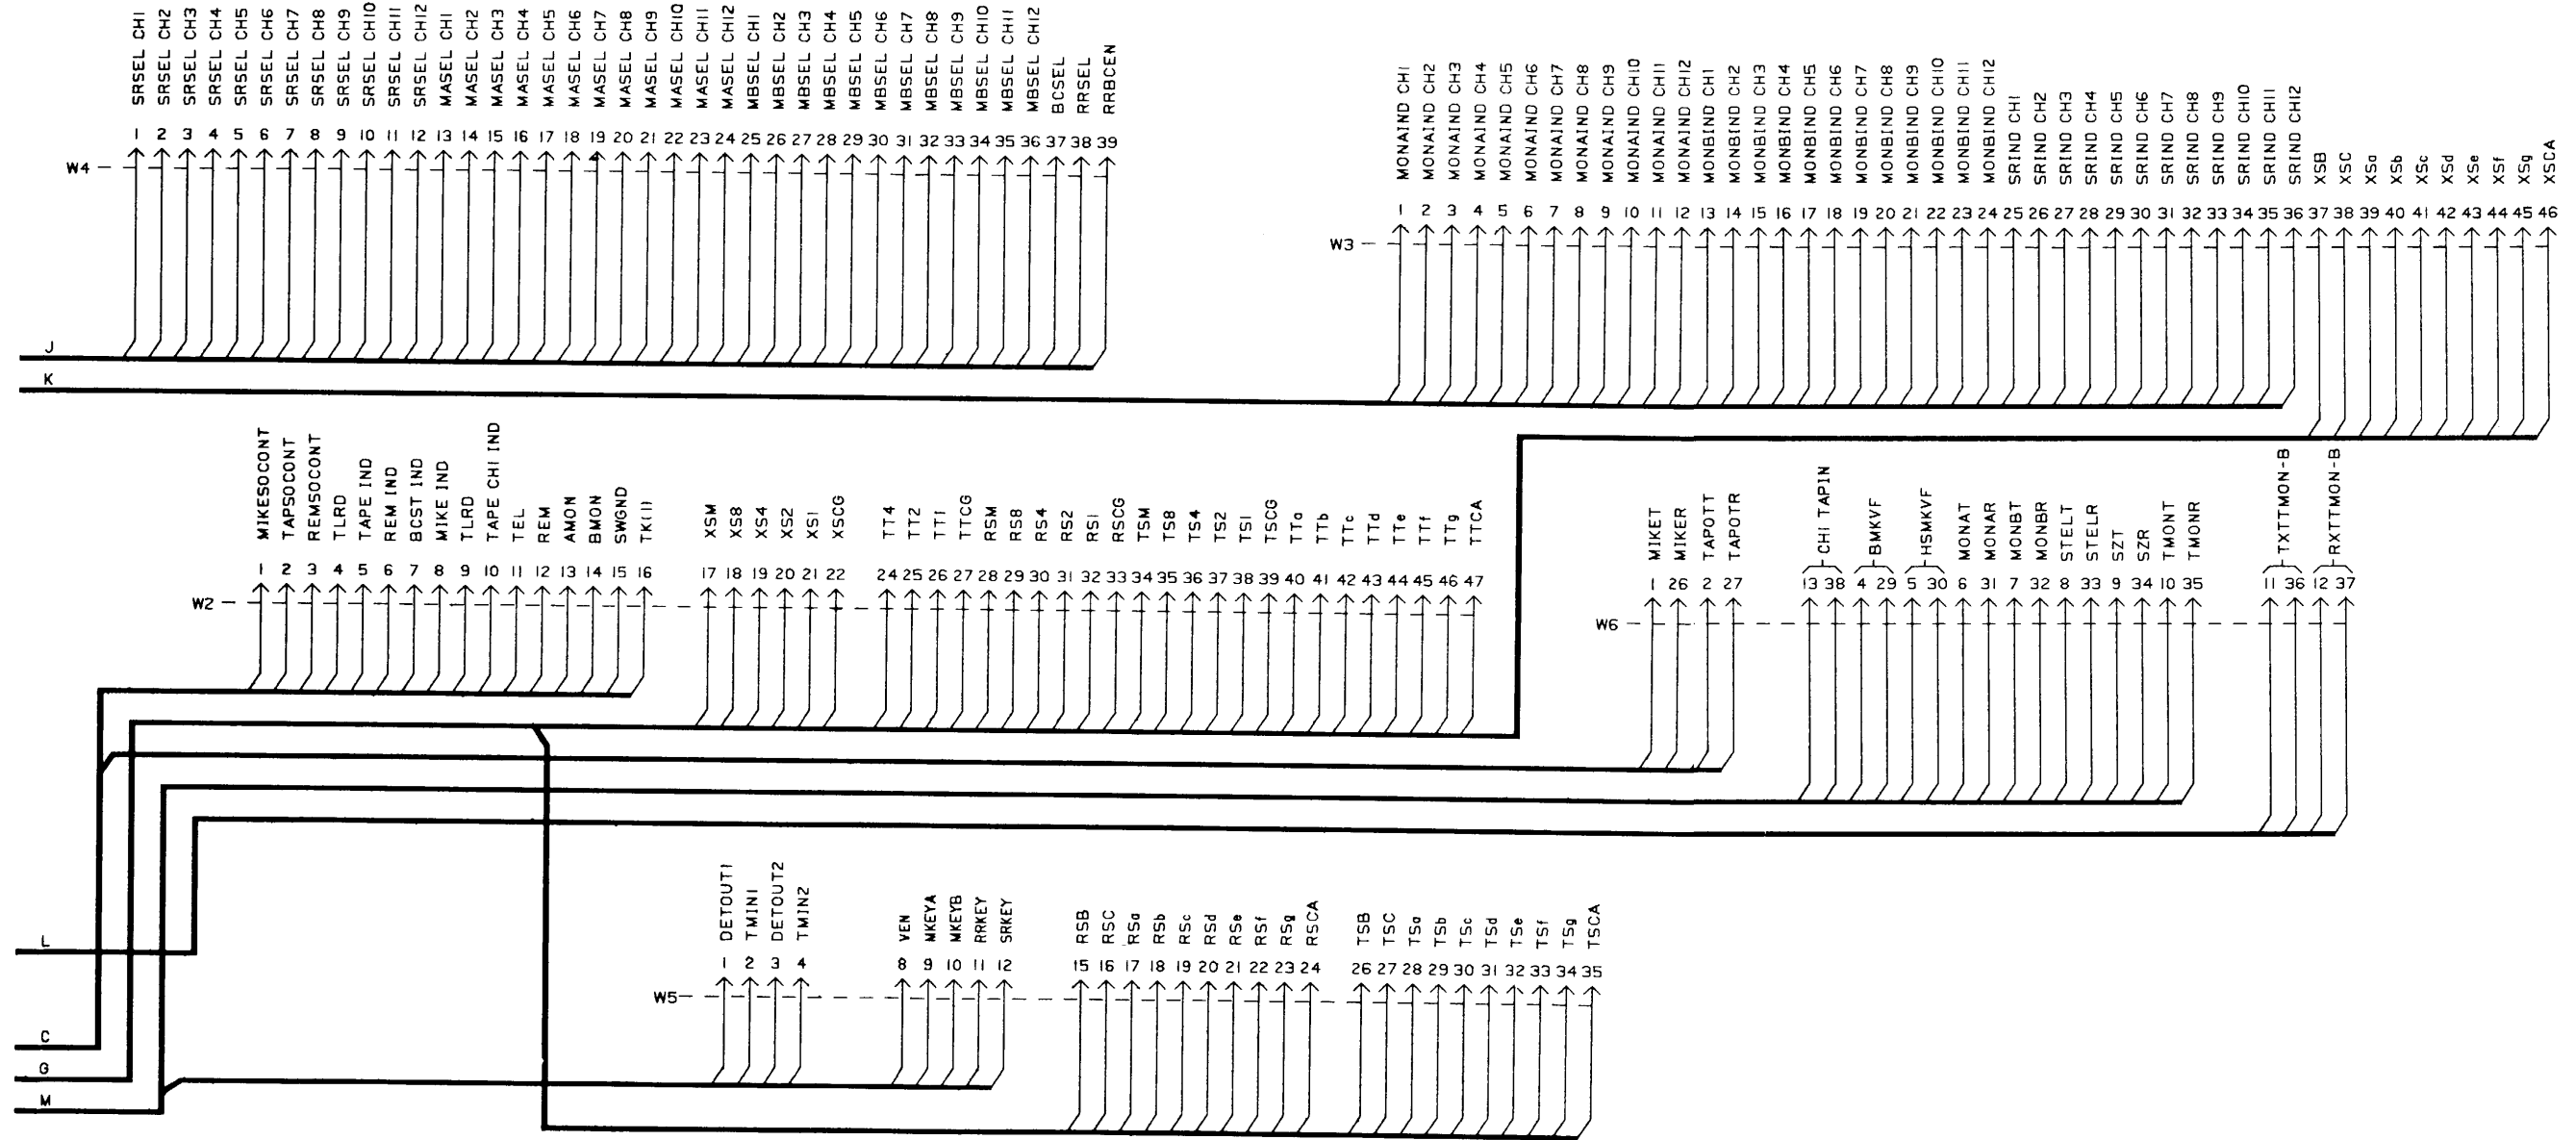 SRSEL CH1
SRSEL CH2
SRSEL CH3
SRSEL CH4
SRSEL CH5
SRSEL CH6
SRSEL CH7
SRSEL CH8
SRSEL CH9
SRSEL CH10
SRSEL CH11
SRSEL CH12
MASEL CH1
MASEL CH2
MASEL CH3
MASEL CH4
MASEL CH5
MASEL CH6
MASEL CH7
MASEL CH8
MASEL CH9
MASEL CH10
MASEL CH11
MASEL CH12
MBSEL CH1
MBSEL CH2
MBSEL CH3
MBSEL CH4
MBSEL CH5
MBSEL CH6
MBSEL CH7
MBSEL CH8
MBSEL CH9
MBSEL CH10
MBSEL CH11
MBSEL CH12
BCSEL
RRSEL
RRBCEN
1 2 3 4 5 6 7 8 9 10 11 12 13 14 15 16 17 18 19 20 21 22 23 24 25 26 27 28 29 30 31 32 33 34 35 36 37 38 39
W4
MONAIND CH1
MONAIND CH2
MONAIND CH3
MONAIND CH4
MONAIND CH5
MONAIND CH6
MONAIND CH7
MONAIND CH8
MONAIND CH9
MONAIND CH10
MONAIND CH11
MONAIND CH12
MONBIND CH1
MONBIND CH2
MONBIND CH3
MONBIND CH4
MONBIND CH5
MONBIND CH6
MONBIND CH7
MONBIND CH8
MONBIND CH9
MONBIND CH10
MONBIND CH11
MONBIND CH12
SRIND CH1
SRIND CH2
SRIND CH3
SRIND CH4
SRIND CH5
SRIND CH6
SRIND CH7
SRIND CH8
SRIND CH9
SRIND CH10
SRIND CH11
SRIND CH12
XSB
XSC
XSa
XSb
XSc
XSd
XSe
XSf
XSg
XSCA
1 2 3 4 5 6 7 8 9 10 11 12 13 14 15 16 17 18 19 20 21 22 23 24 25 26 27 28 29 30 31 32 33 34 35 36 37 38 39 40 41 42 43 44 45 46
W3
J
K
MIKESOCONT
TAPSOCONT
REMSOCONT
TLRD
TAPE IND
REM IND
BCST IND
MIKE IND
TLRD
TAPE CH1 IND
TEL
REM
AMON
BMON
SWGND
TK(1)
XSM
XS8
XS4
XS2
XS1
XSCG
TT4
TT2
TT1
TTCG
RSM
RS8
RS4
RS2
RS1
RSCG
TSM
TS8
TS4
TS2
TS1
TSCG
TTa
TTb
TTc
TTd
TTe
TTf
TTg
TTCA
1 2 3 4 5 6 7 8 9 10 11 12 13 14 15 16 17 18 19 20 21 22 24 25 26 27 28 29 30 31 32 33 34 35 36 37 38 39 40 41 42 43 44 45 46 47
W2
MIKET
MIKER
TAPOTT
TAPOTR
CH1 TAPIN
BMKVF
HSMKVF
MONAT
MONAR
MONBT
MONBR
STELT
STELR
SZT
SZR
TMONT
TMONR
TXTTMON-B
RXTTMON-B
1 26 2 27 13 38 4 29 5 30 6 31 7 32 8 33 9 34 10 35 11 36 12 37
W6
DETOUT1
TMIN1
DETOUT2
TMIN2
VEN
MKEYA
MKEYB
RRKEY
SRKEY
RSB
RSC
RSa
RSb
RSc
RSd
RSe
RSf
RSg
RSCA
TSB
TSC
TSa
TSb
TSc
TSd
TSe
TSf
TSg
TSCA
1 2 3 4 8 9 10 11 12 15 16 17 18 19 20 21 22 23 24 26 27 28 29 30 31 32 33 34 35
W5
L
C
G
M